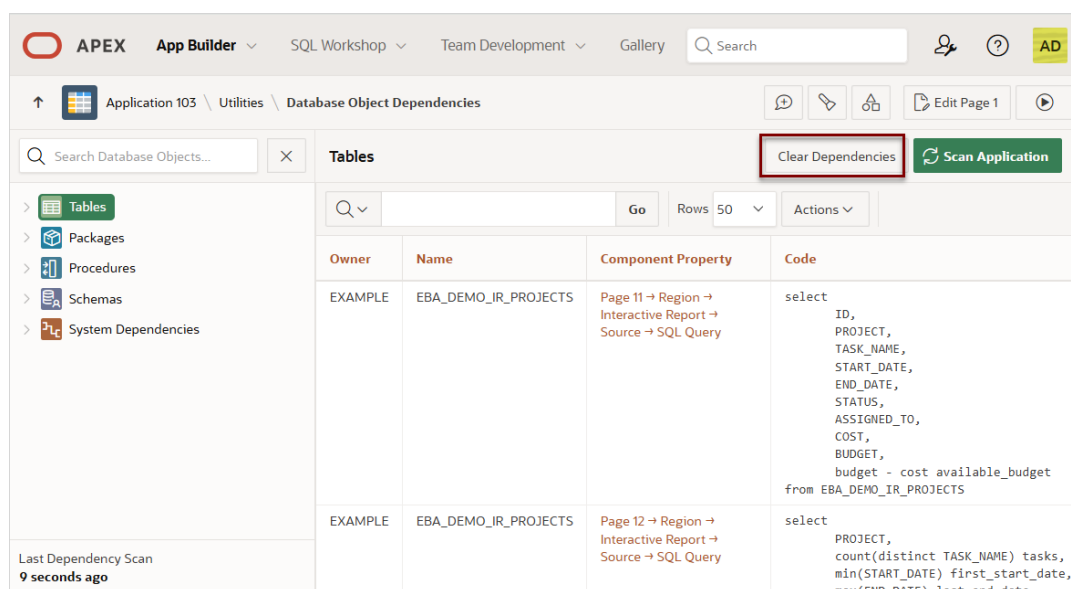 APEX App Builder SQL Workshop Team Development Gallery Search AD
Application 103 \ Utilities \ Database Object Dependencies Edit Page 1
Search Database Objects... Tables Clear Dependencies Scan Application
Tables
Packages
Procedures
Schemas
System Dependencies
Last Dependency Scan
9 seconds ago
Go Rows 50 Actions
Owner Name Component Property Code
EXAMPLE EBA_DEMO_IR_PROJECTS
Page 11 → Region →
Interactive Report →
Source → SQL Query
select
ID,
PROJECT,
TASK_NAME,
START_DATE,
END_DATE,
STATUS,
ASSIGNED_TO,
COST,
BUDGET,
budget - cost available_budget
from EBA_DEMO_IR_PROJECTS
EXAMPLE EBA_DEMO_IR_PROJECTS
Page 12 → Region →
Interactive Report →
Source → SQL Query
select
PROJECT,
count(distinct TASK_NAME) tasks,
min(START_DATE) first_start_date,